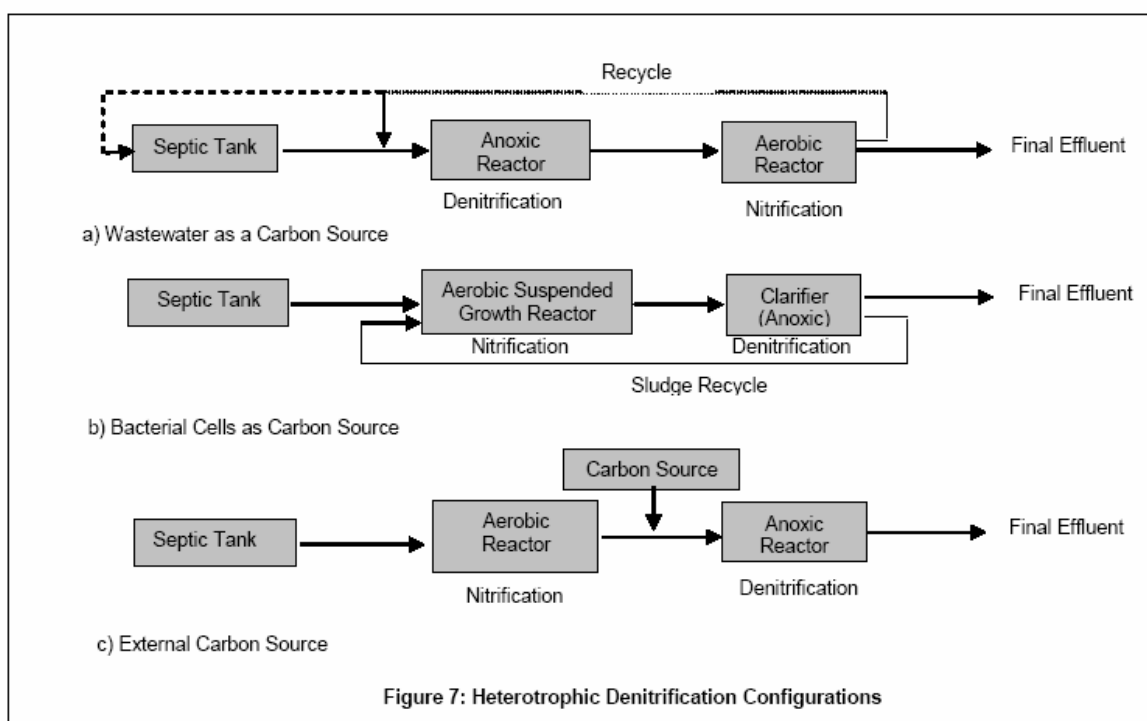 Recycle
Septic Tank
Anoxic
Reactor
Aerobic
Reactor
Final Effluent
Denitrification
Nitrification
a) Wastewater as a Carbon Source
Septic Tank
Aerobic Suspended
Growth Reactor
Clarifier
(Anoxic)
Final Effluent
Nitrification
Denitrification
Sludge Recycle
b) Bacterial Cells as Carbon Source
Carbon Source
Septic Tank
Aerobic
Reactor
Anoxic
Reactor
Final Effluent
Nitrification
Denitrification
c) External Carbon Source
Figure 7: Heterotrophic Denitrification Configurations